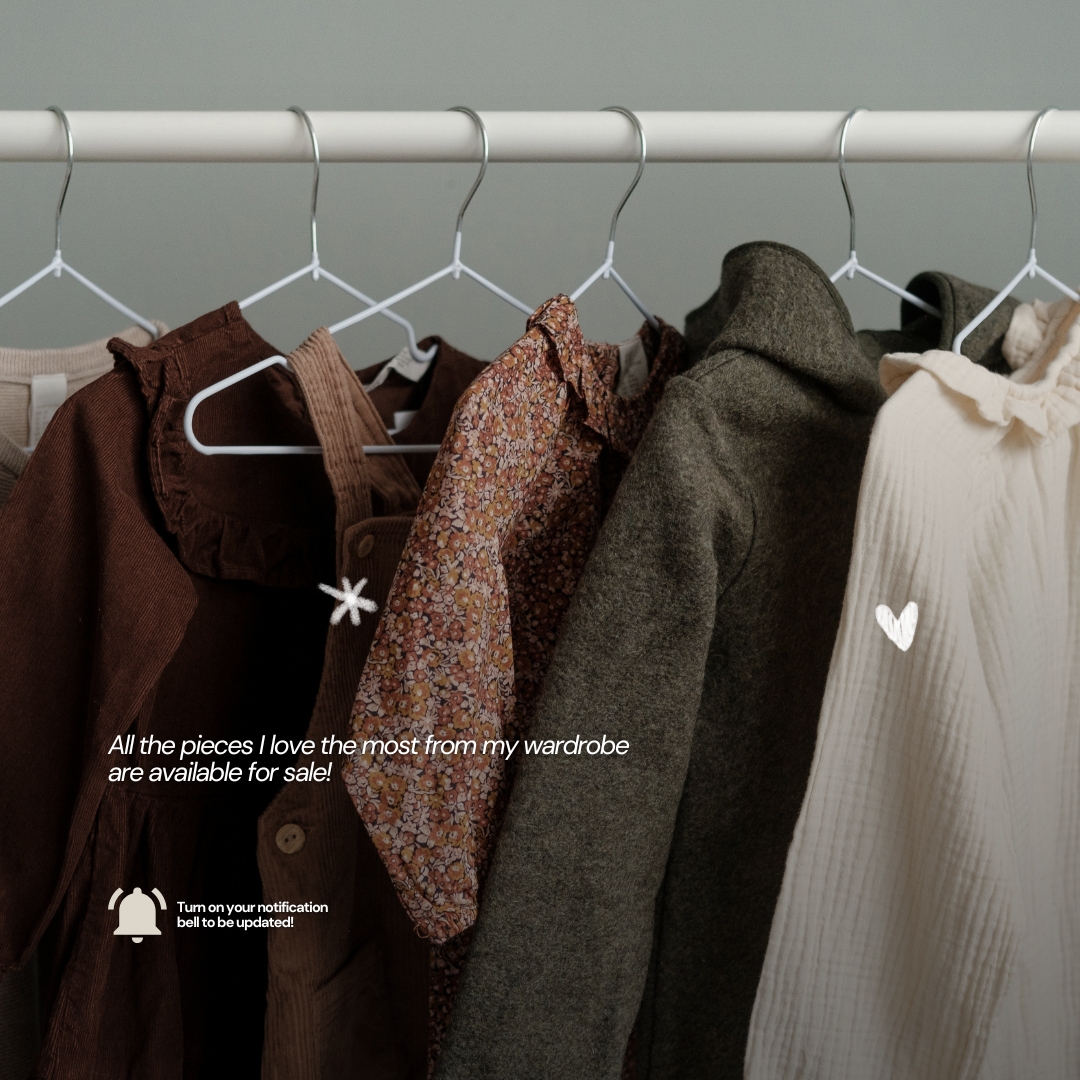 All the pieces I love the most from my wardrobe
are available for sale!
Turn on your notification
bell to be updated!